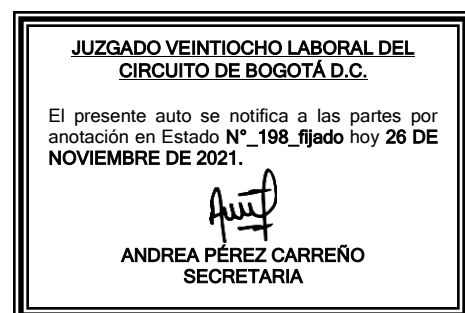 JUZGADO VEINTIOCHO LABORAL DEL
CIRCUITO DE BOGOTÁ D.C.
El presente auto se notifica a las partes por
anotación en Estado N°_198_fijado hoy 26 DE
NOVIEMBRE DE 2021.
ANDREA PÉREZ CARREÑO
SECRETARIA